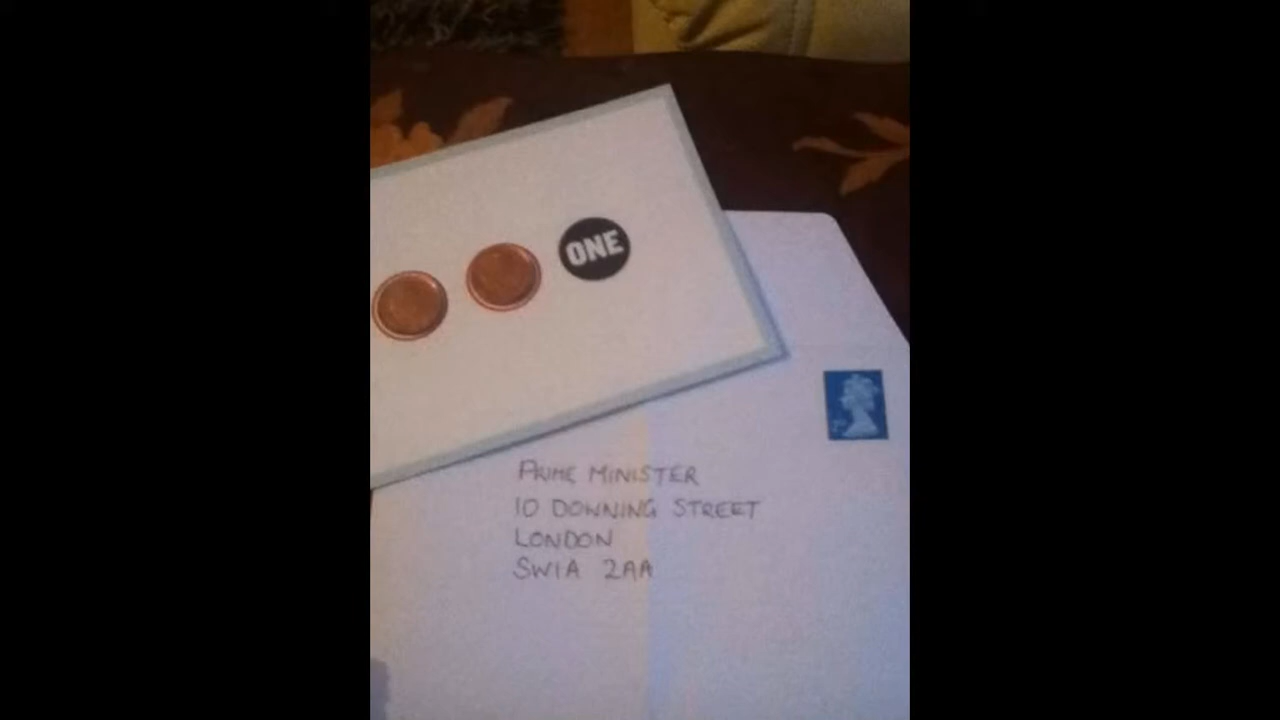 ONE
PRIME MINISTER
10 DOWNING STREET
LONDON
SW1A 2AA